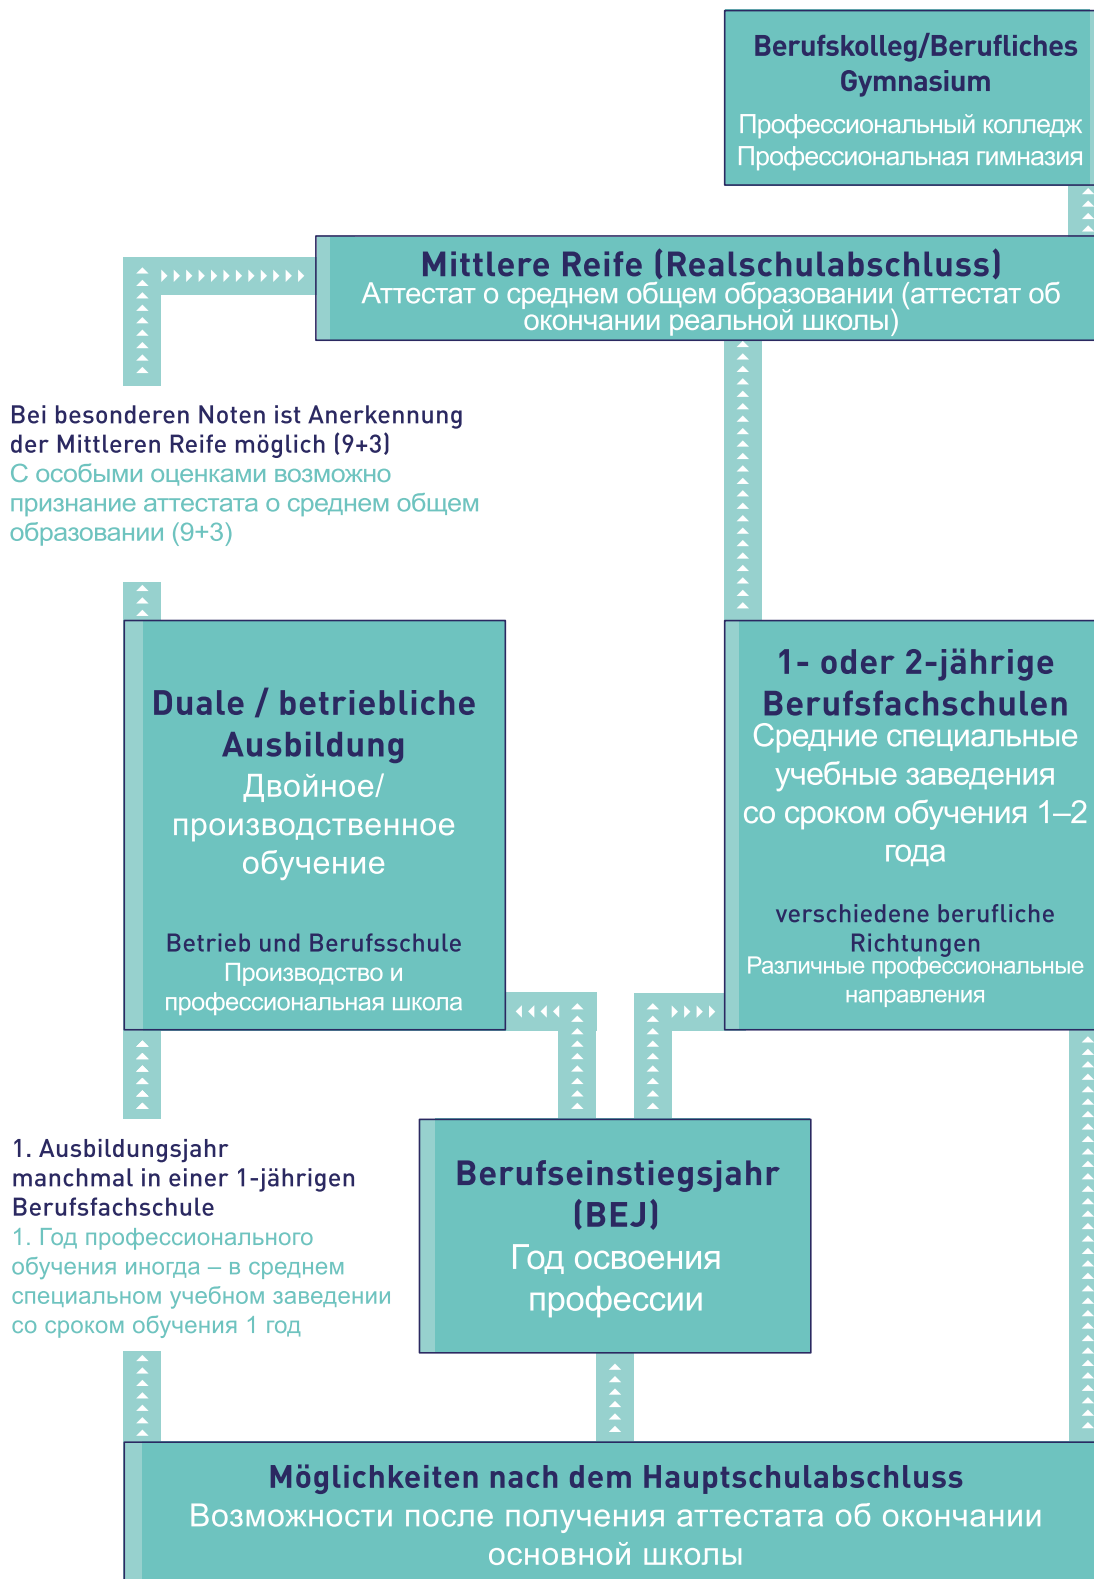 Berufskolleg/Berufliches
Gymnasium
Профессиональный колледж
Профессиональная гимназия
Mittlere Reife (Realschulabschluss)
Аттестат о среднем общем образовании (аттестат об
окончании реальной школы)
Bei besonderen Noten ist Anerkennung
der Mittleren Reife möglich (9+3)
С особыми оценками возможно
признание аттестата о среднем общем
образовании (9+3)
Duale / betriebliche
Ausbildung
Двойное/
производственное
обучение
Betrieb und Berufsschule
Производство и
профессиональная школа
1- oder 2-jährige
Berufsfachschulen
Средние специальные
учебные заведения
со сроком обучения 1–2
года
verschiedene berufliche
Richtungen
Различные профессиональные
направления
1. Ausbildungsjahr
manchmal in einer 1-jährigen
Berufsfachschule
1. Год профессионального
обучения иногда – в среднем
специальном учебном заведении
со сроком обучения 1 год
Berufseinstiegsjahr
(BEJ)
Год освоения
профессии
Möglichkeiten nach dem Hauptschulabschluss
Возможности после получения аттестата об окончании
основной школы